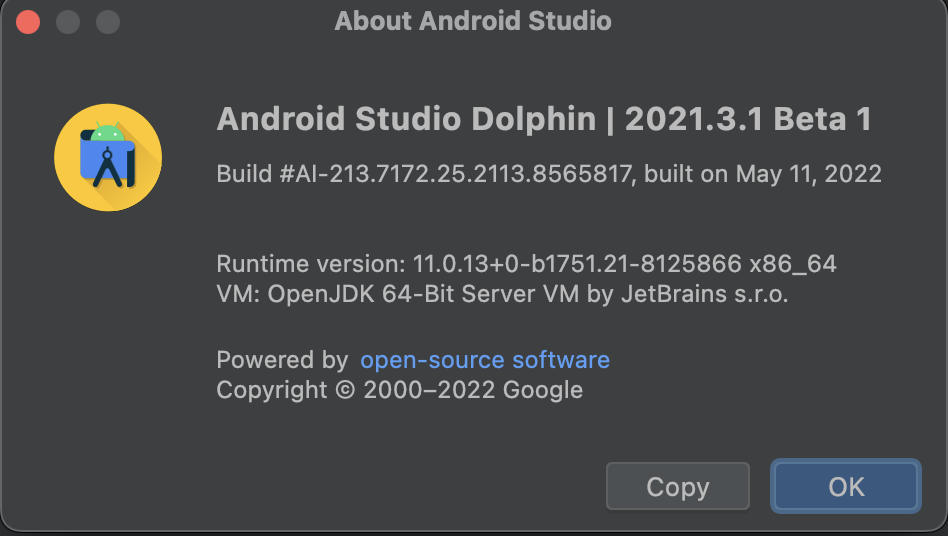 About Android Studio
Android Studio Dolphin | 2021.3.1 Beta 1
Build #AI-213.7172.25.2113.8565817, built on May 11, 2022
Runtime version: 11.0.13+0-b1751.21-8125866 x86_64
VM: OpenJDK 64-Bit Server VM by JetBrains s.r.o.
Powered by open-source software
Copyright © 2000–2022 Google
Copy OK